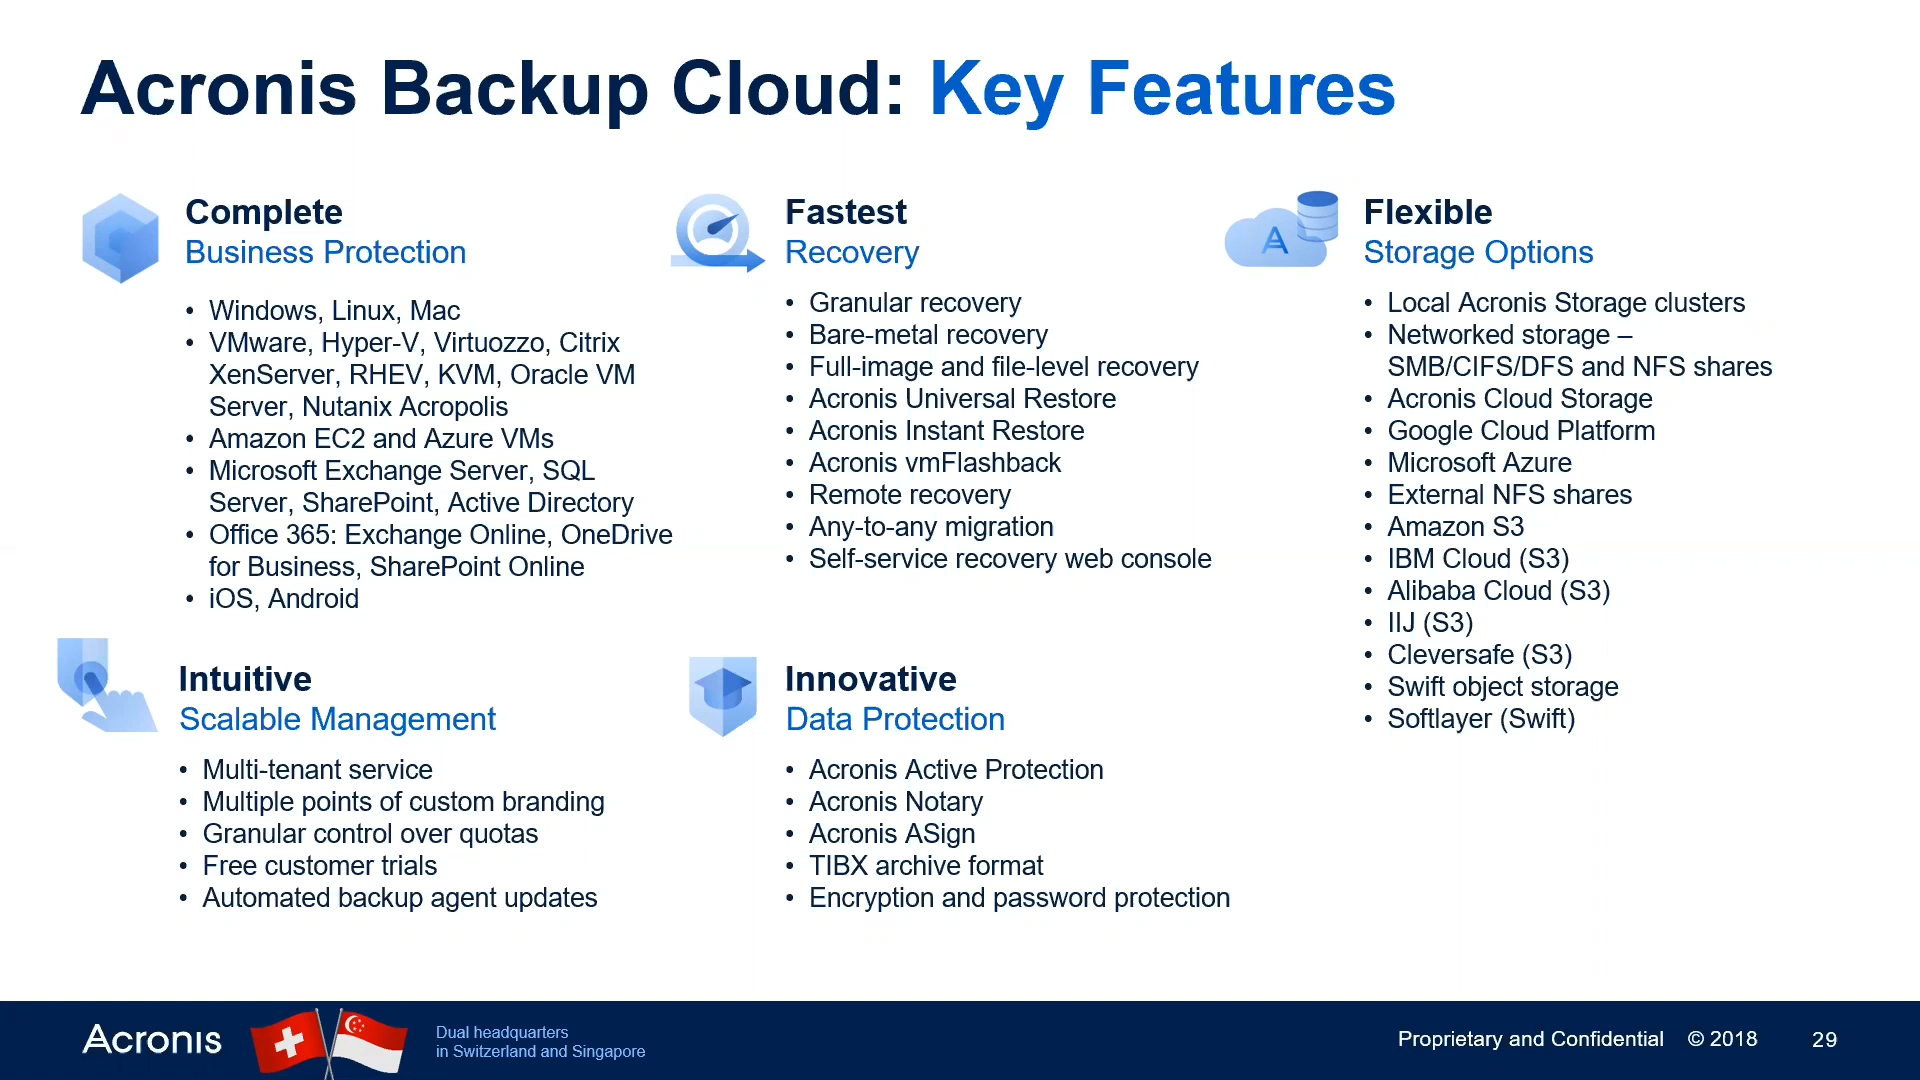 Acronis Backup Cloud: Key Features
Complete
Business Protection
• Windows, Linux, Mac
• VMware, Hyper-V, Virtuozzo, Citrix
XenServer, RHEV, KVM, Oracle VM
Server, Nutanix Acropolis
• Amazon EC2 and Azure VMs
• Microsoft Exchange Server, SQL
Server, SharePoint, Active Directory
• Office 365: Exchange Online, OneDrive
for Business, SharePoint Online
• iOS, Android
Fastest
Recovery
• Granular recovery
• Bare-metal recovery
• Full-image and file-level recovery
• Acronis Universal Restore
• Acronis Instant Restore
• Acronis vmFlashback
• Remote recovery
• Any-to-any migration
• Self-service recovery web console
A
Flexible
Storage Options
• Local Acronis Storage clusters
• Networked storage –
SMB/CIFS/DFS and NFS shares
• Acronis Cloud Storage
• Google Cloud Platform
• Microsoft Azure
• External NFS shares
• Amazon S3
• IBM Cloud (S3)
• Alibaba Cloud (S3)
• IIJ (S3)
• Cleversafe (S3)
• Swift object storage
• Softlayer (Swift)
Intuitive
Scalable Management
• Multi-tenant service
• Multiple points of custom branding
• Granular control over quotas
• Free customer trials
• Automated backup agent updates
Innovative
Data Protection
• Acronis Active Protection
• Acronis Notary
• Acronis ASign
• TIBX archive format
• Encryption and password protection
Acronis
Dual headquarters
in Switzerland and Singapore
Proprietary and Confidential © 2018 29